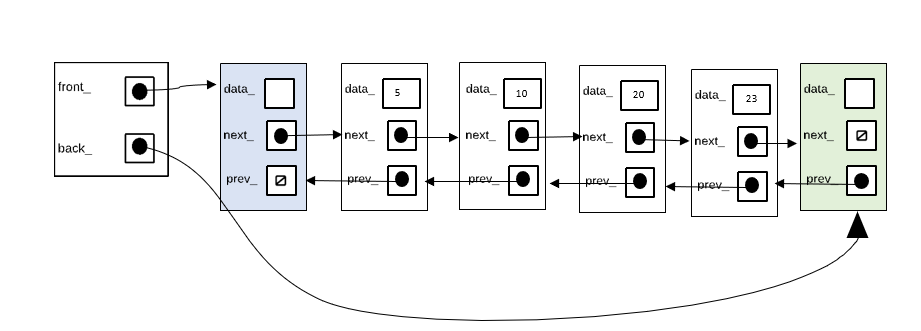 front_
back_
data_
next_
prev_
data_ 5
next_
prev_
data_ 10
next_
prev_
data_ 20
next_
prev_
data_ 23
next_
prev_
data_
next_
prev_